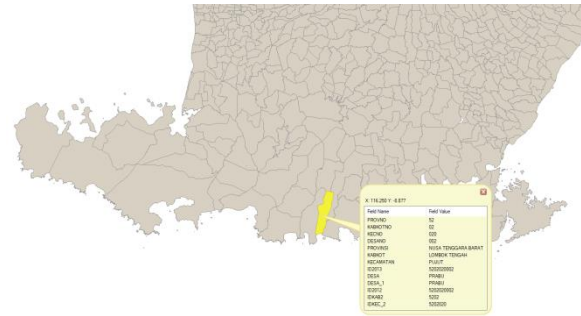 X: 116,250 Y: -8.877
Field Name Field Value
PROVNO 52
KABKOTNO 02
KECNO 020
DESANO 002
PROVINSI NUSA TENGGARA BARAT
KABKOT LOMBOK TENGAH
KECAMATAN PUJUT
ID2013 5202020002
DESA PRABU
DESA_1 PRABU
ID2012 5202020002
IDKAB2 5202
IDKEC_2 5202020